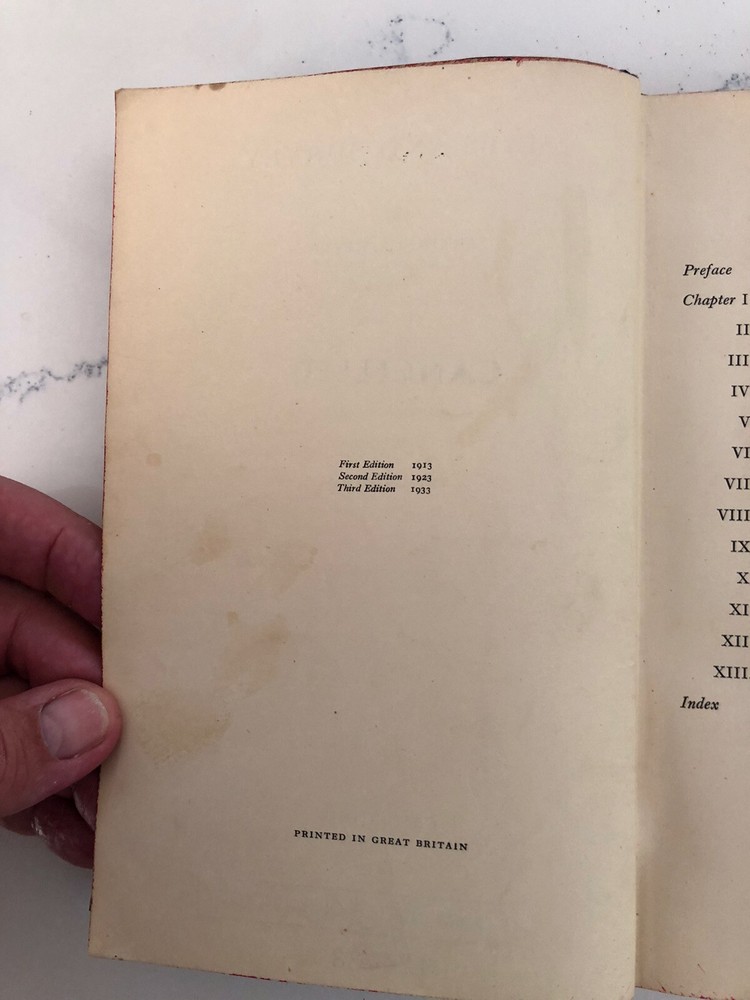 First Edition 1913
Second Edition 1923
Third Edition 1933
PRINTED IN GREAT BRITAIN
Preface
Chapter I
II
III
IV
V
VI
VII
VIII
IX
X
XI
XII
XIII.
Index